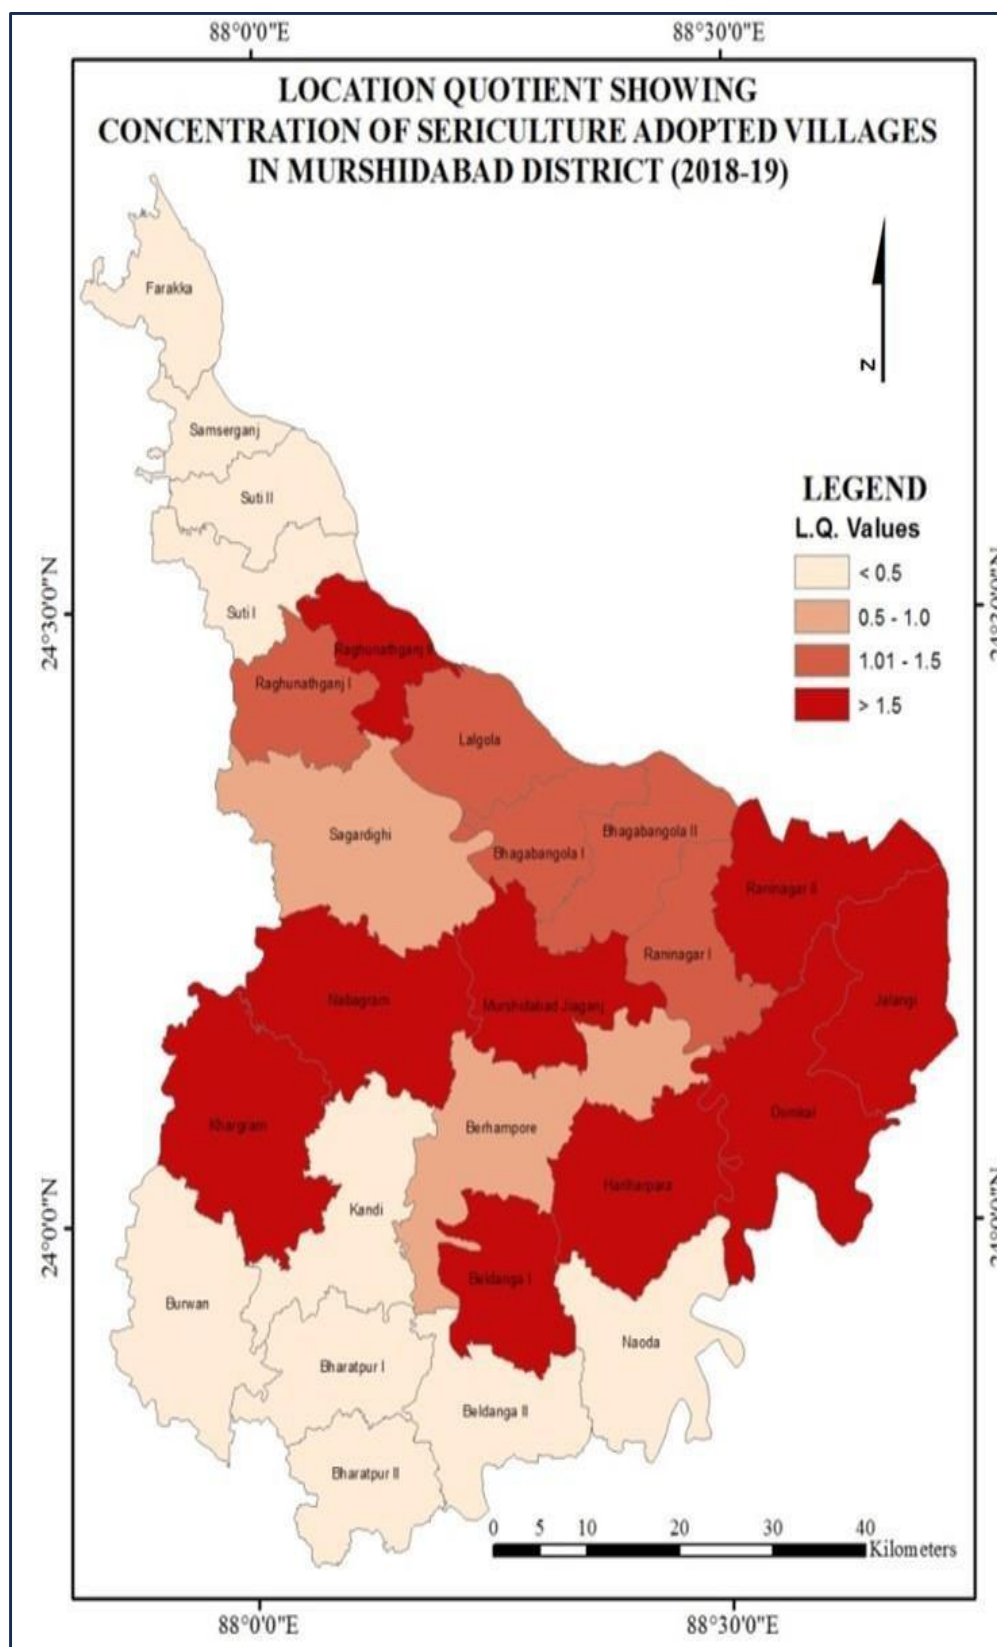 88°0'0"E
88°30'0"E
LOCATION QUOTIENT SHOWING
CONCENTRATION OF SERICULTURE ADOPTED VILLAGES
IN MURSHIDABAD DISTRICT (2018-19)
Farakka
N
Samserganj
LEGEND
Suti II
L.Q. Values
< 0.5
24°30'0"N
Suti I
0.5 - 1.0
Raghunathganj II
1.01 - 1.5
Raghunathganj I
> 1.5
Lalgola
Sagardighi
Bhagabangola II
Bhagabangola I
Raninagar II
Raninagar I
Nabagram
Murshidabad Jiaganj
Jalangi
Khargram
Berhampore
Domkal
Hariharpara
24°0'0"N
Kandi
Beldanga I
Burwan
Naoda
Bharatpur I
Beldanga II
Bharatpur II
0 5 10 20 30 40
Kilometers
88°0'0"E
88°30'0"E